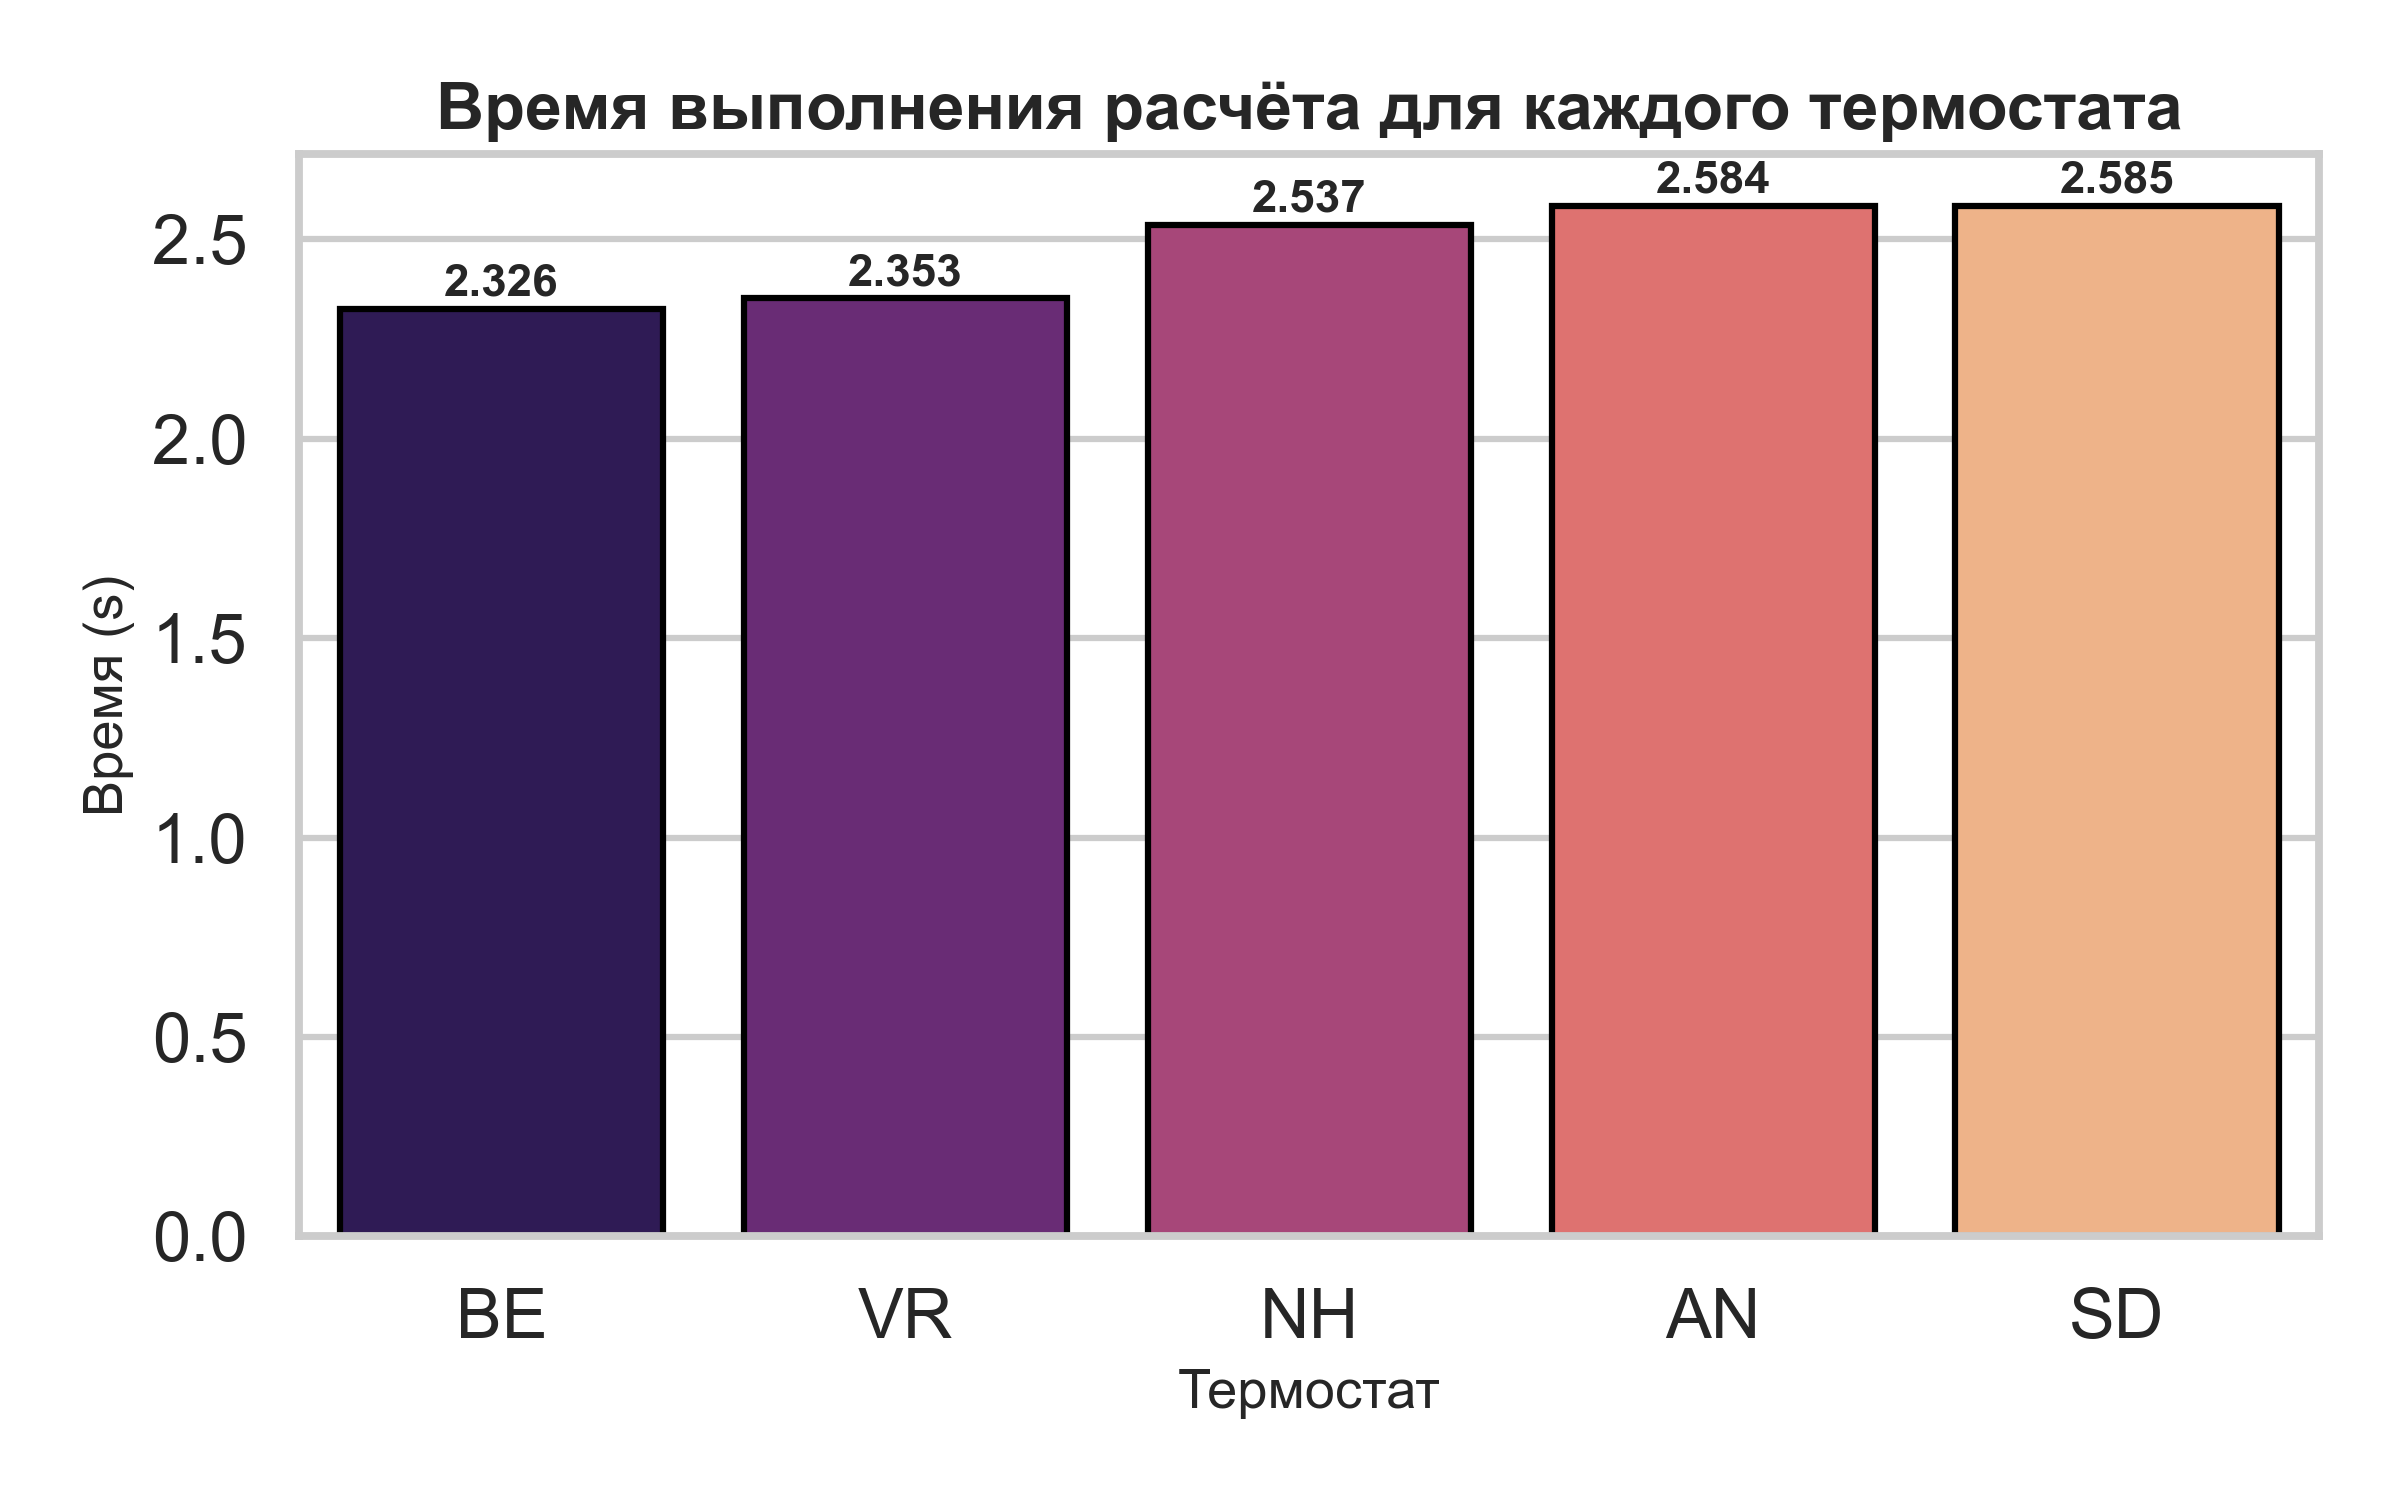 Время выполнения расчёта для каждого термостата
2.326
2.353
2.537
2.584
2.585
2.5
2.0
1.5
1.0
0.5
0.0
Время (s)
BE
VR
NH
AN
SD
Термостат